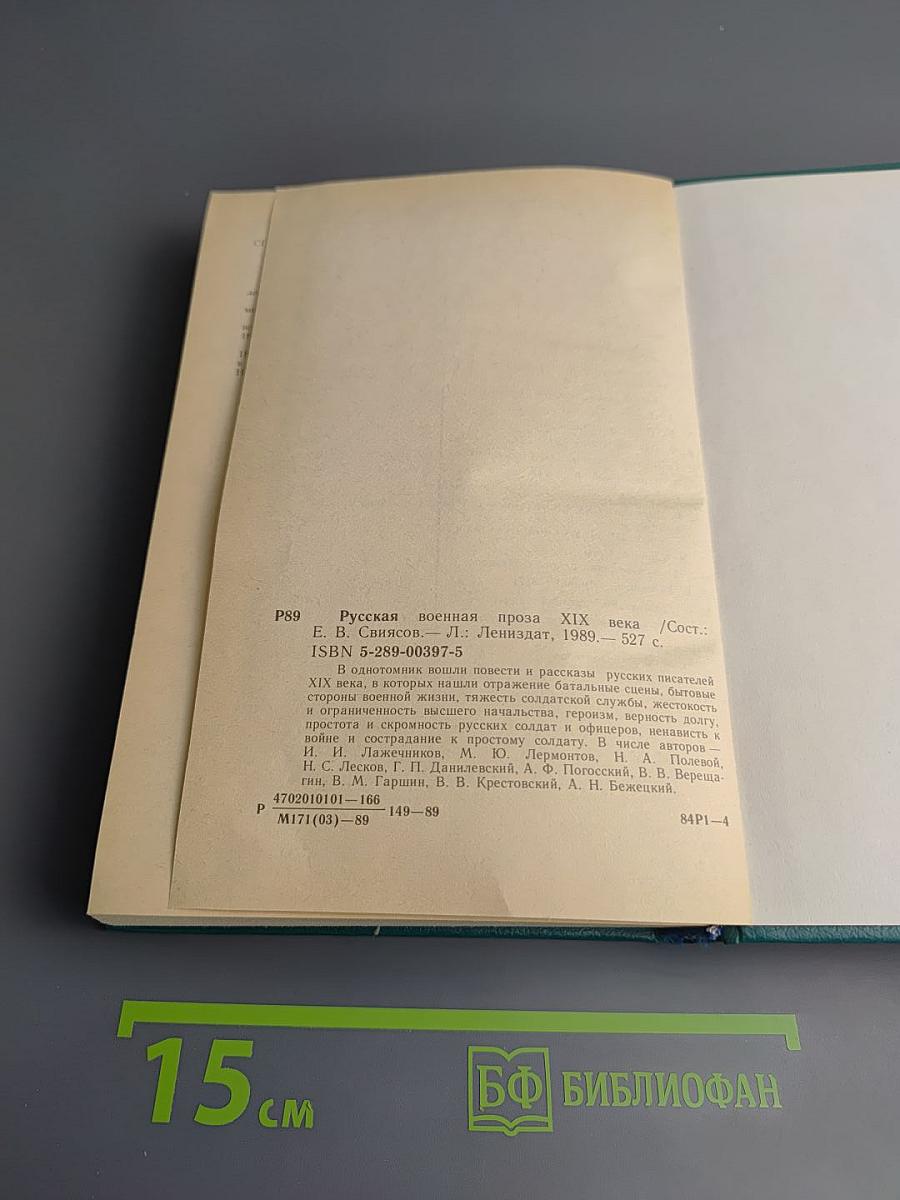 Р89 Русская военная проза XIX века /Сост.:
Е. В. Свиясов.— Л.: Лениздат, 1989.— 527 с.
ISBN 5-289-00397-5
В однотомник вошли повести и рассказы русских писателей
XIX века, в которых нашли отражение батальные сцены, бытовые
стороны военной жизни, тяжесть солдатской службы, жестокость
и ограниченность высшего начальства, героизм, верность долгу,
простота и скромность русских солдат и офицеров, ненависть к
войне и сострадание к простому солдату. В числе авторов —
И. И. Лажечников, М. Ю. Лермонтов, Н. А. Полевой,
Н. С. Лесков, Г. П. Данилевский, А. Ф. Погосский, В. В. Вереща-
гин, В. М. Гаршин, В. В. Крестовский, А. Н. Бежецкий.
Р 4702010101—166
М171(03)—89 149—89
84Р1—4
15 см
БФ БИБЛИОФАН